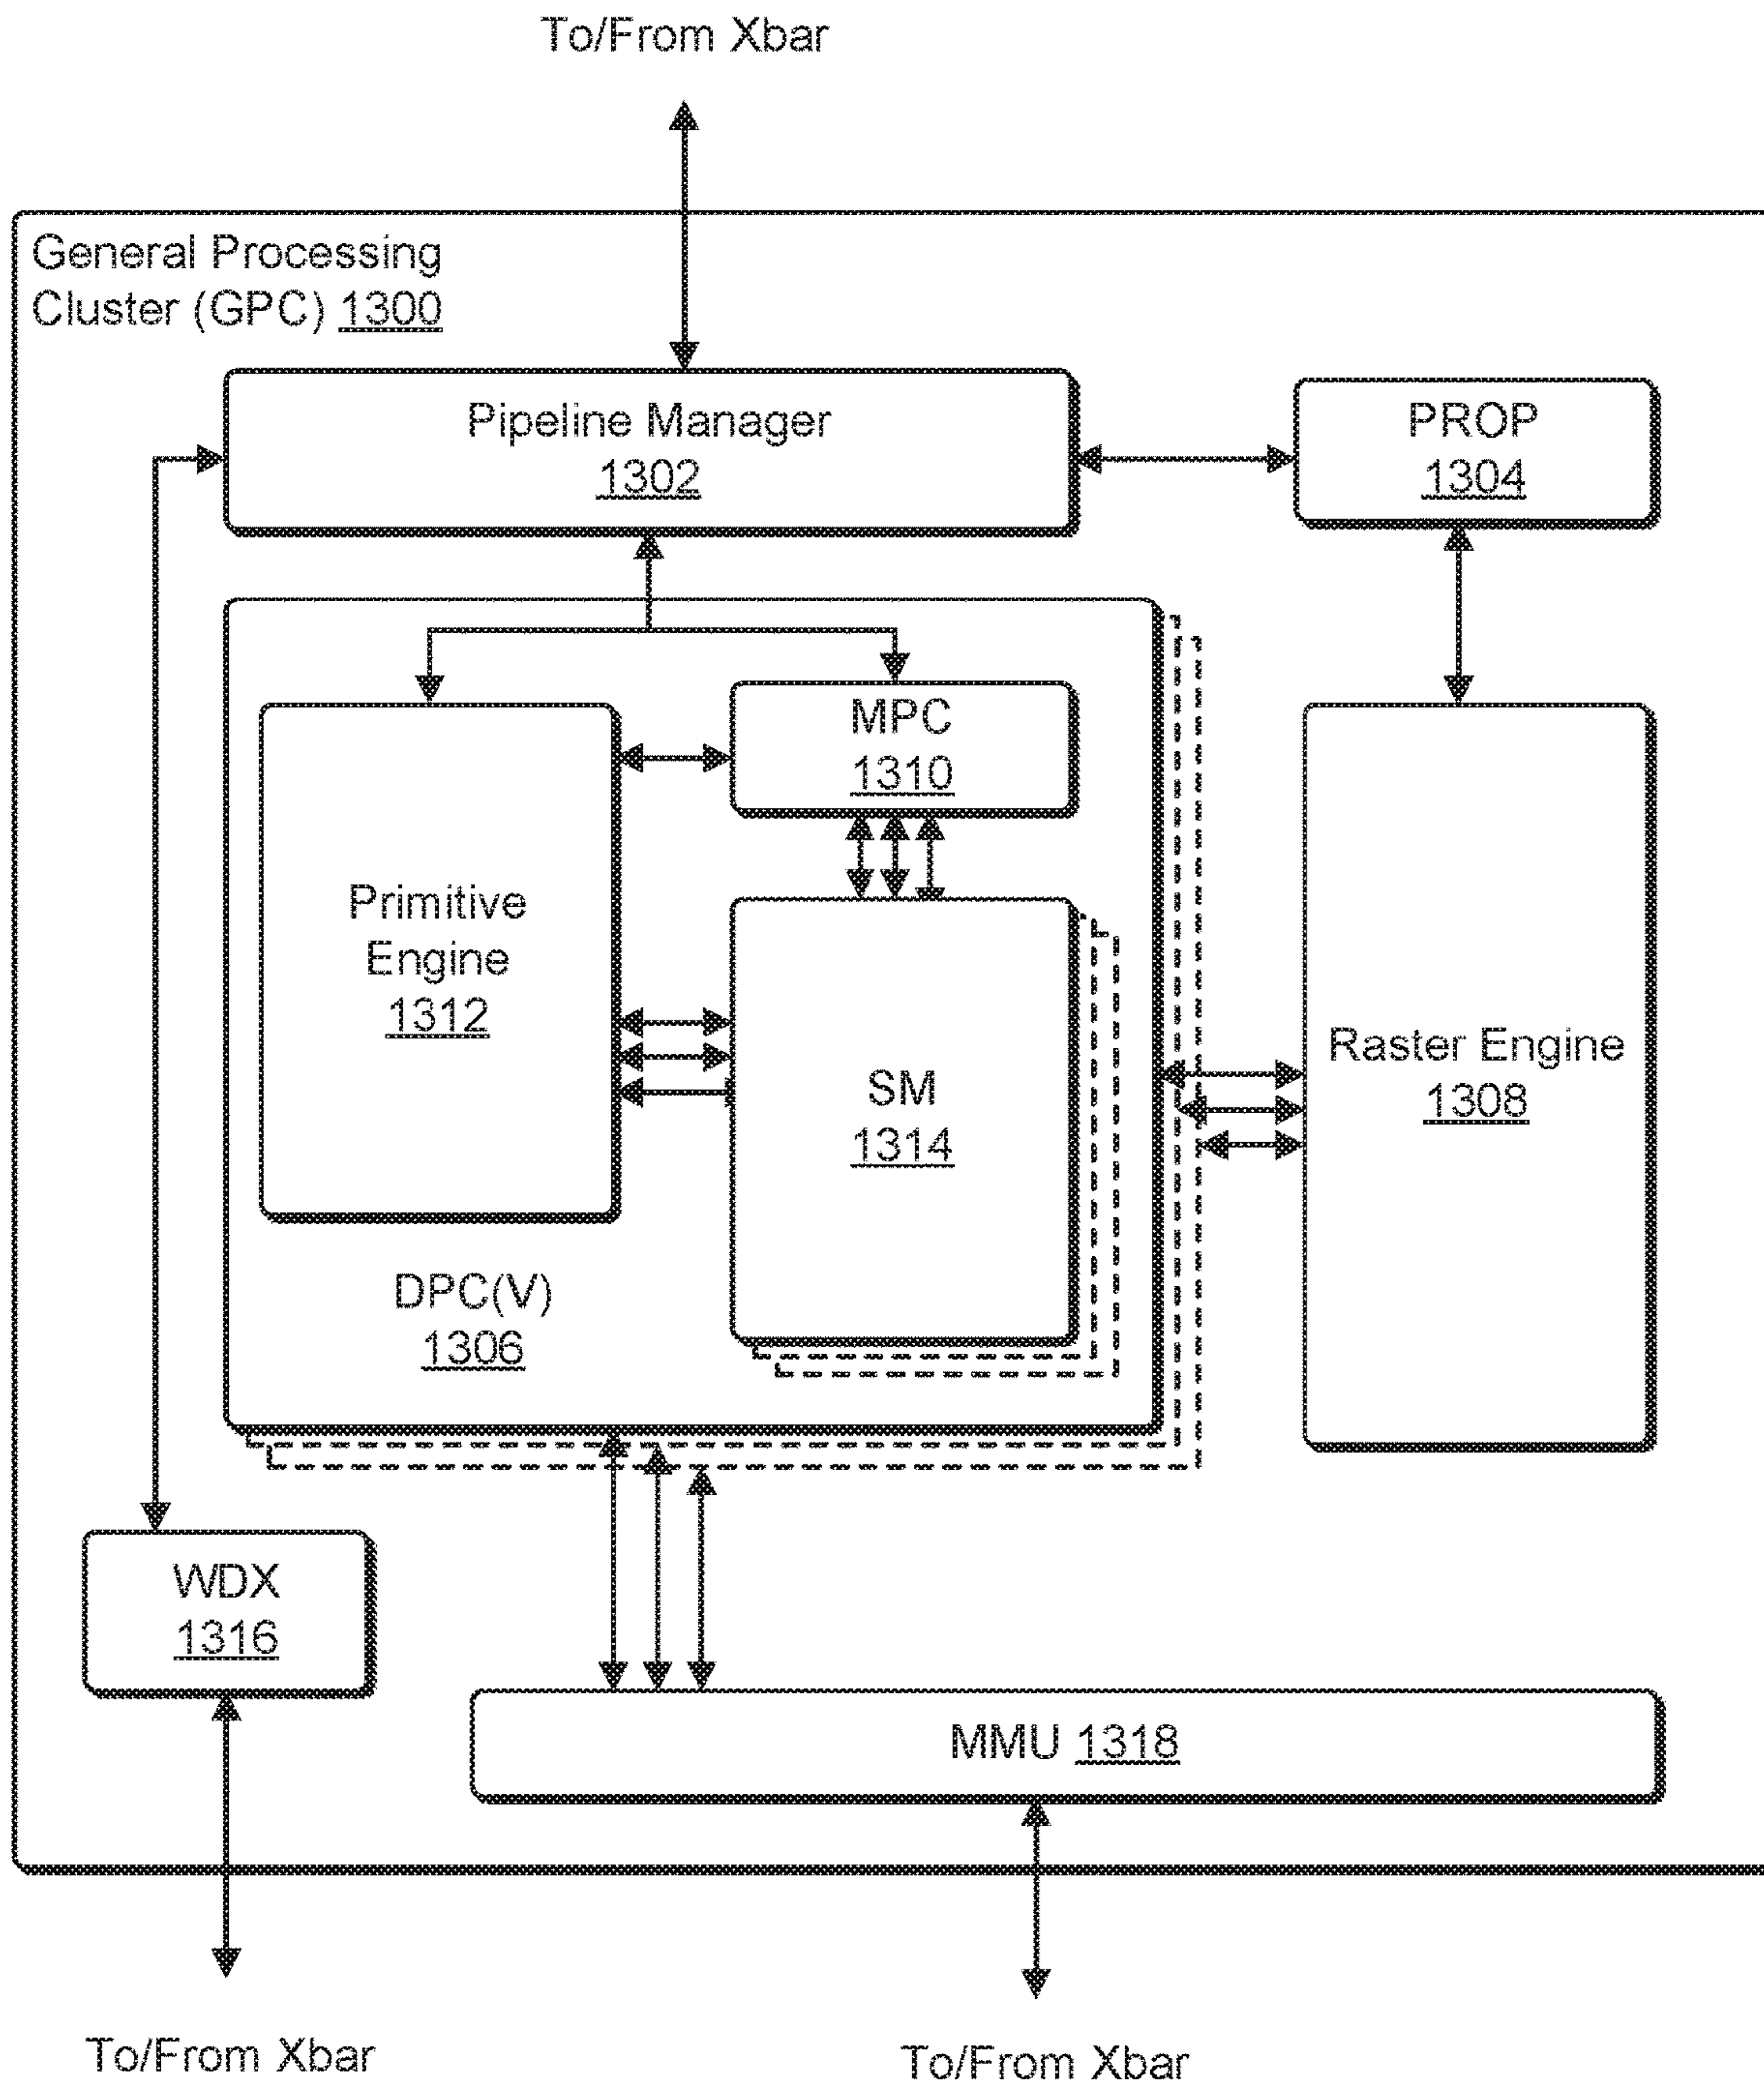 To/From Xbar
General Processing
Cluster (GPC) 1300
Pipeline Manager
1302
PROP
1304
MPC
1310
Primitive
Engine
1312
SM
1314
Raster Engine
1308
DPC(V)
1306
WDX
1316
MMU 1318
To/From Xbar
To/From Xbar